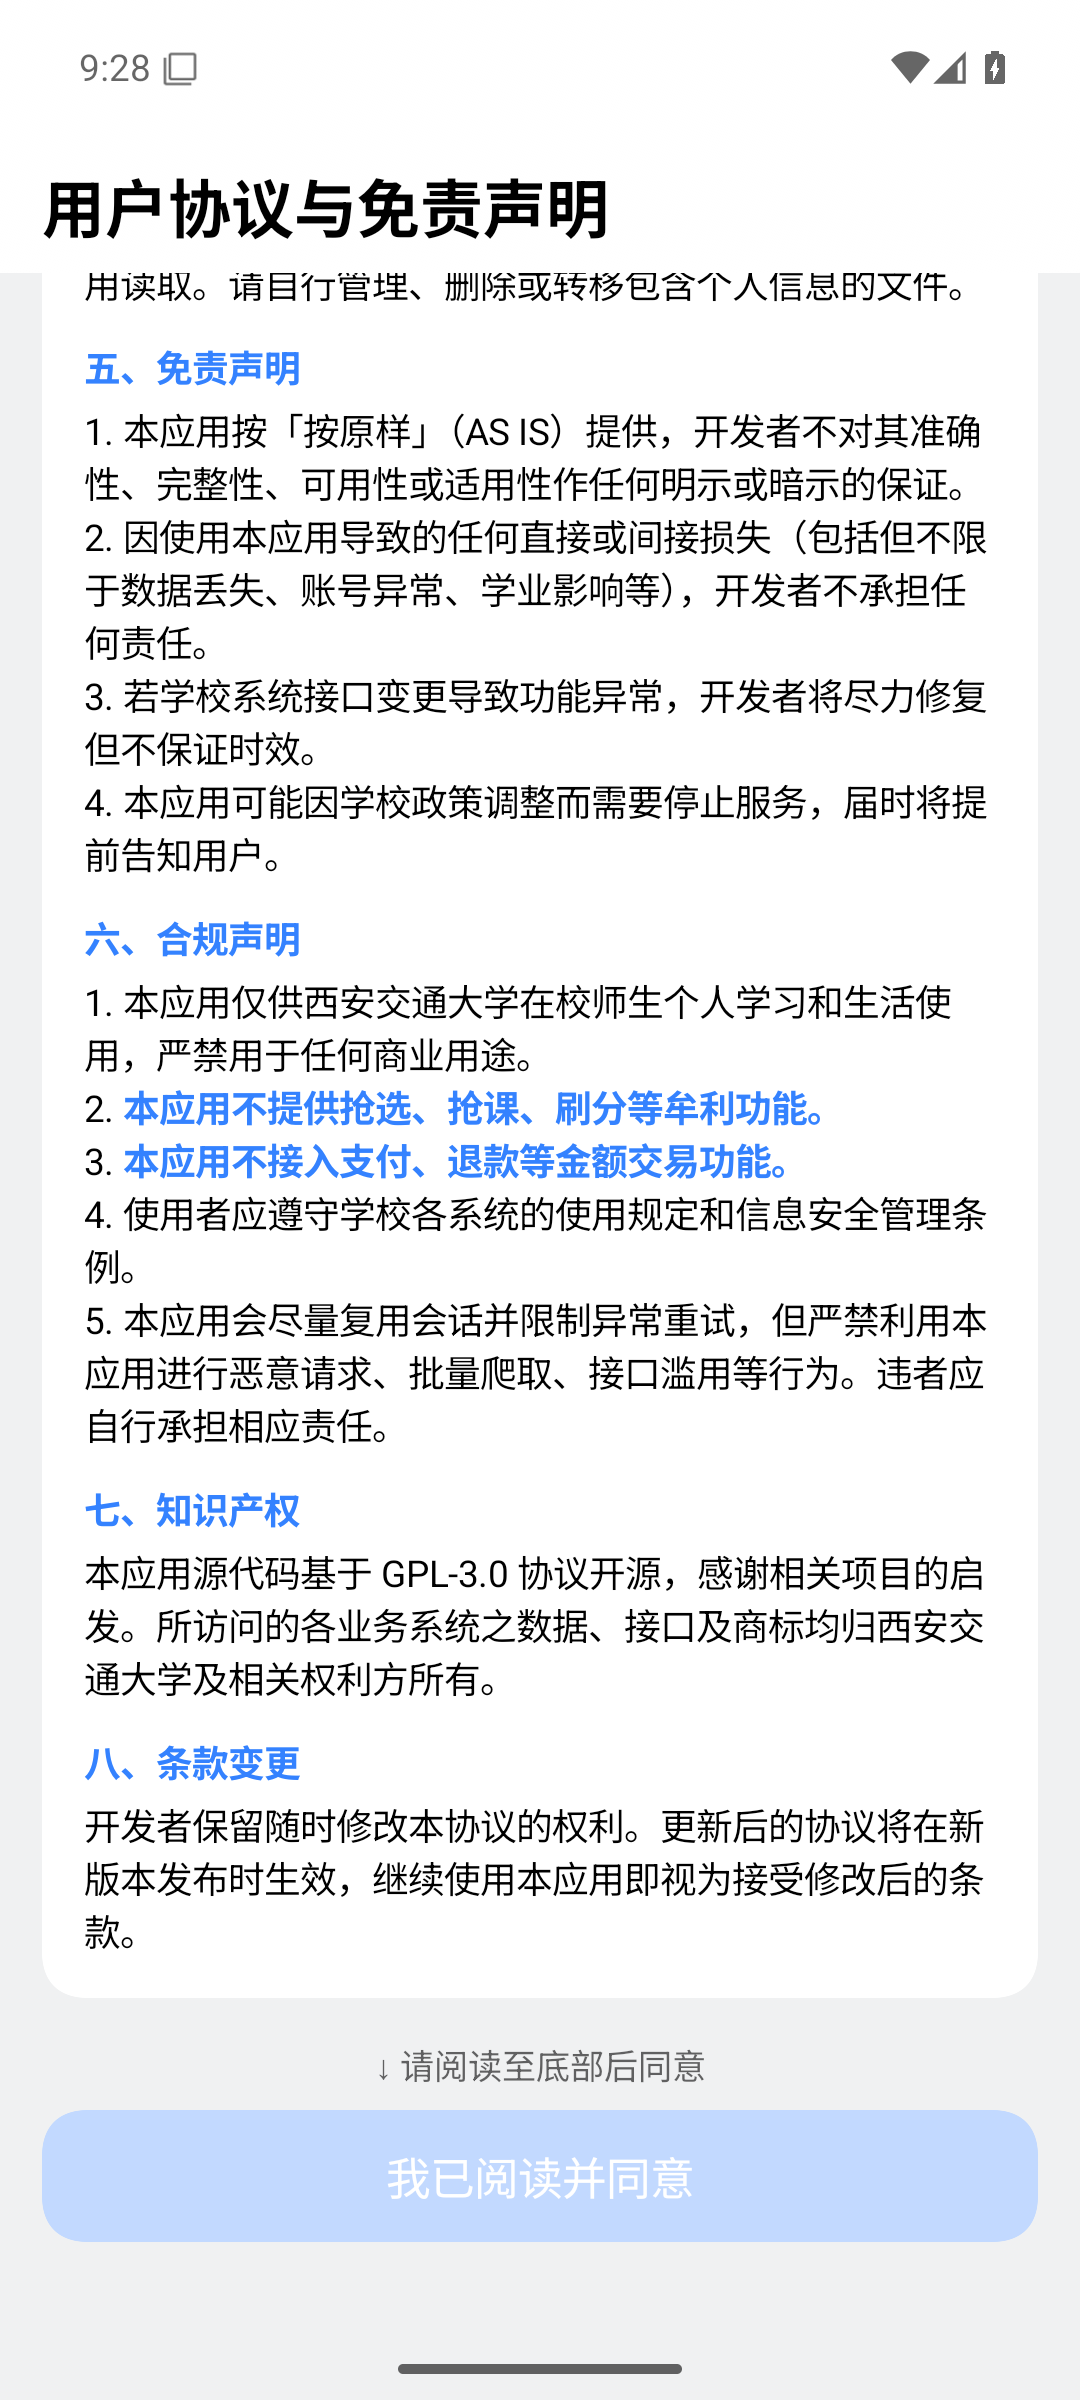 9:28
用户协议与免责声明
用读取。请自行管理、删除或转移包含个人信息的文件。
五、免责声明
1. 本应用按「按原样」（AS IS）提供，开发者不对其准确
性、完整性、可用性或适用性作任何明示或暗示的保证。
2. 因使用本应用导致的任何直接或间接损失（包括但不限
于数据丢失、账号异常、学业影响等），开发者不承担任
何责任。
3. 若学校系统接口变更导致功能异常，开发者将尽力修复
但不保证时效。
4. 本应用可能因学校政策调整而需要停止服务，届时将提
前告知用户。
六、合规声明
1. 本应用仅供西安交通大学在校师生个人学习和生活使
用，严禁用于任何商业用途。
2. 本应用不提供抢选、抢课、刷分等牟利功能。
3. 本应用不接入支付、退款等金额交易功能。
4. 使用者应遵守学校各系统的使用规定和信息安全管理条
例。
5. 本应用会尽量复用会话并限制异常重试，但严禁利用本
应用进行恶意请求、批量爬取、接口滥用等行为。违者应
自行承担相应责任。
七、知识产权
本应用源代码基于 GPL-3.0 协议开源，感谢相关项目的启
发。所访问的各业务系统之数据、接口及商标均归西安交
通大学及相关权利方所有。
八、条款变更
开发者保留随时修改本协议的权利。更新后的协议将在新
版本发布时生效，继续使用本应用即视为接受修改后的条
款。
↓ 请阅读至底部后同意
我已阅读并同意